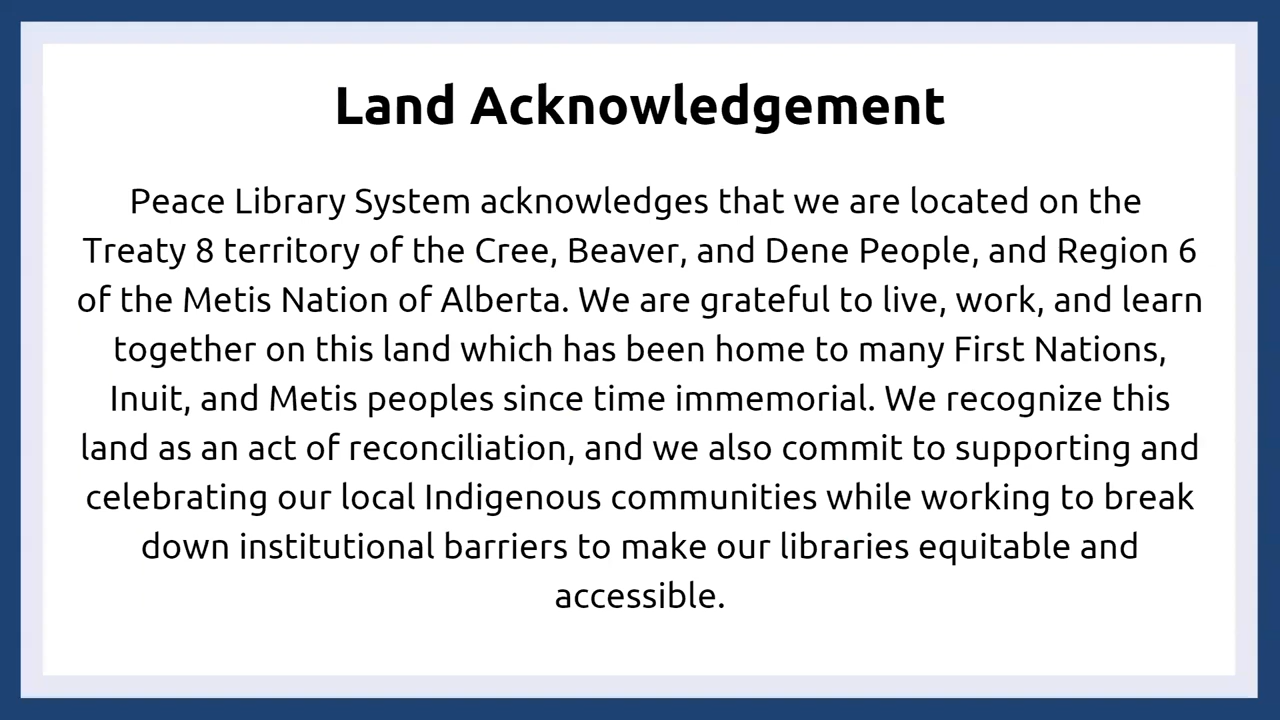 Land Acknowledgement
Peace Library System acknowledges that we are located on the
Treaty 8 territory of the Cree, Beaver, and Dene People, and Region 6
of the Metis Nation of Alberta. We are grateful to live, work, and learn
together on this land which has been home to many First Nations,
Inuit, and Metis peoples since time immemorial. We recognize this
land as an act of reconciliation, and we also commit to supporting and
celebrating our local Indigenous communities while working to break
down institutional barriers to make our libraries equitable and
accessible.